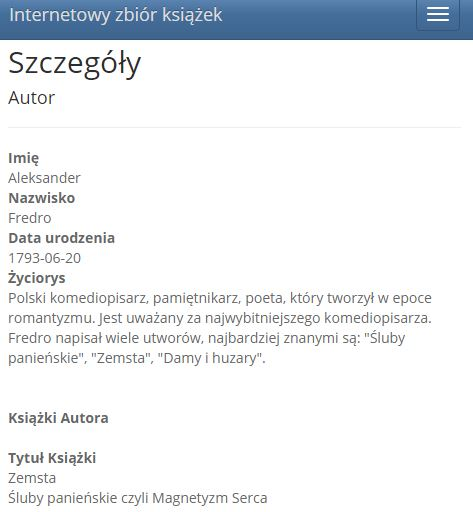 Internetowy zbiór książek
Szczegóły
Autor
Imię
Aleksander
Nazwisko
Fredro
Data urodzenia
1793-06-20
Życiorys
Polski komediopisarz, pamiętnikarz, poeta, który tworzył w epoce
romantyzmu. Jest uważany za najwybitniejszego komediopisarza.
Fredro napisał wiele utworów, najbardziej znanymi są: "Śluby
panieńskie", "Zemsta", "Damy i huzary".
Książki Autora
Tytuł Książki
Zemsta
Śluby panieńskie czyli Magnetyzm Serca